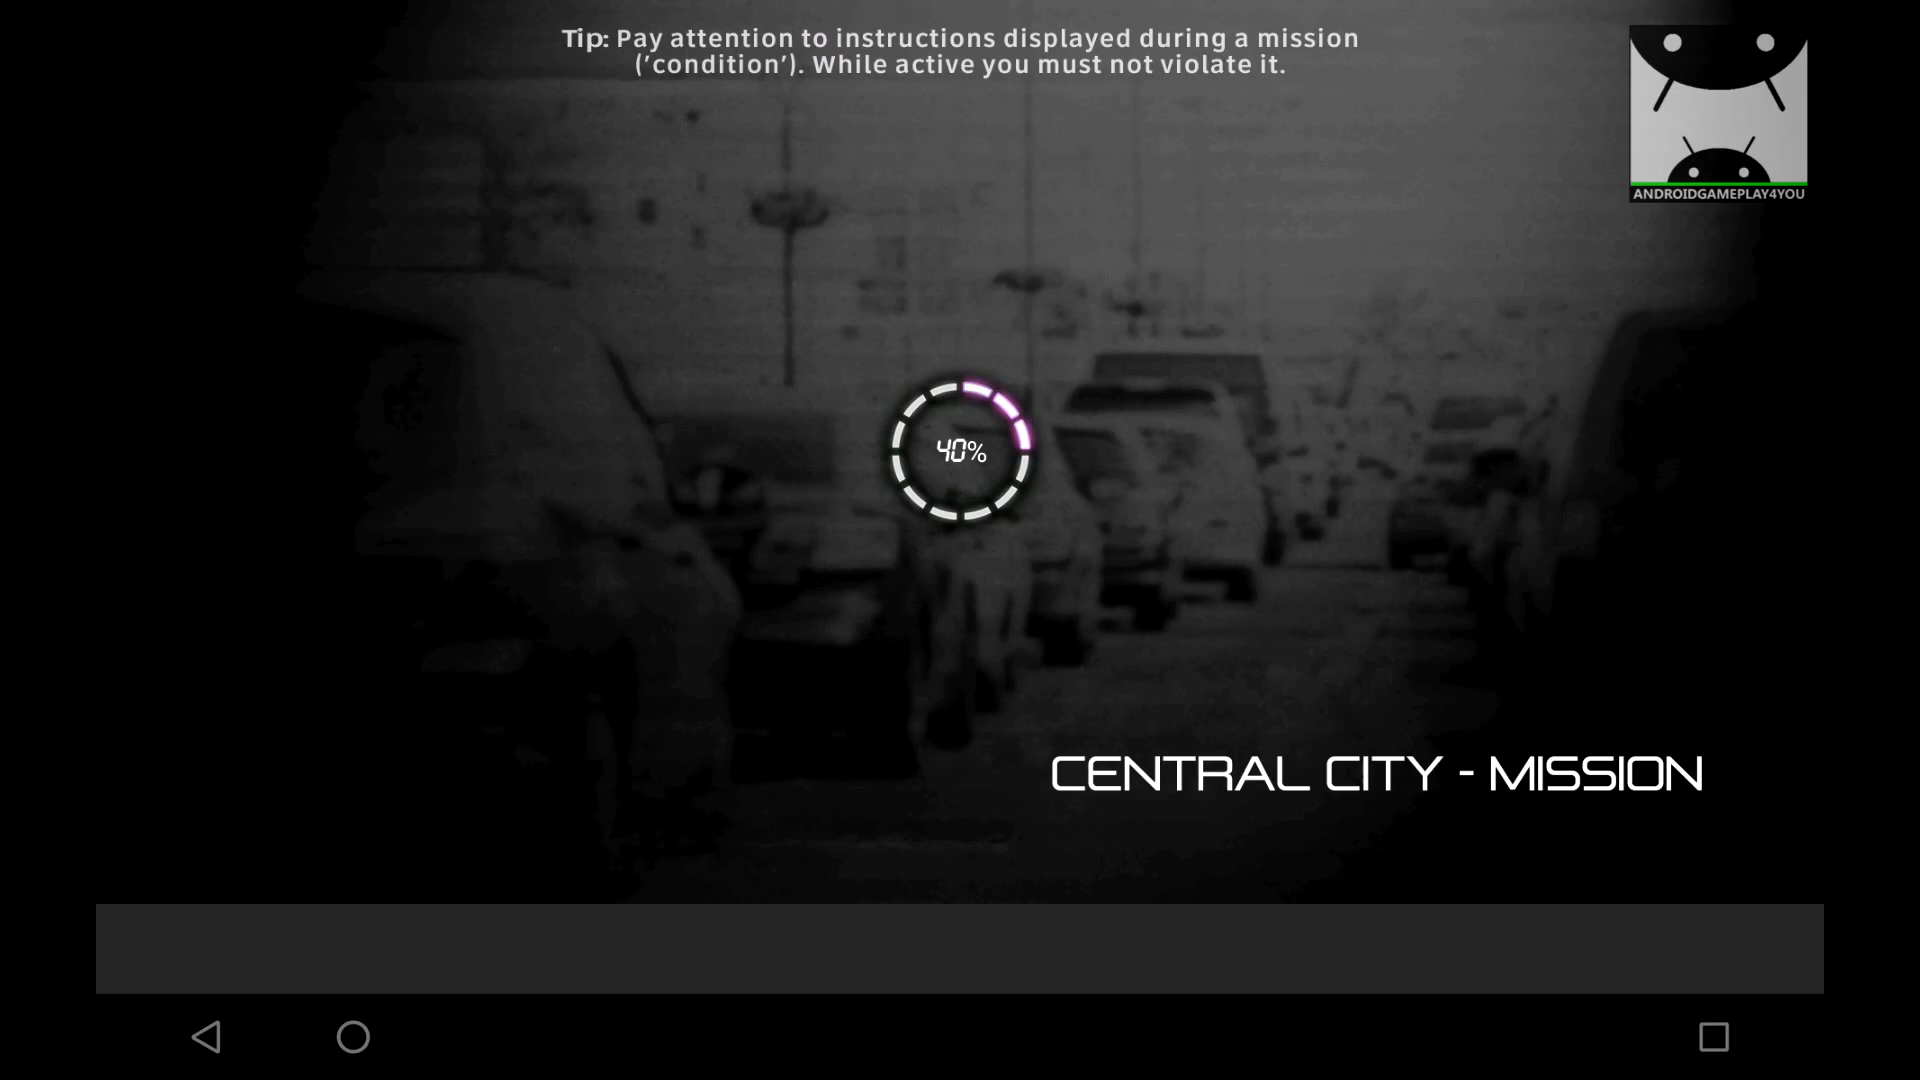 Tip: Pay attention to instructions displayed during a mission
('condition'). While active you must not violate it.
ANDROIDGAMEPLAY4YOU
40%
CENTRAL CITY - MISSION